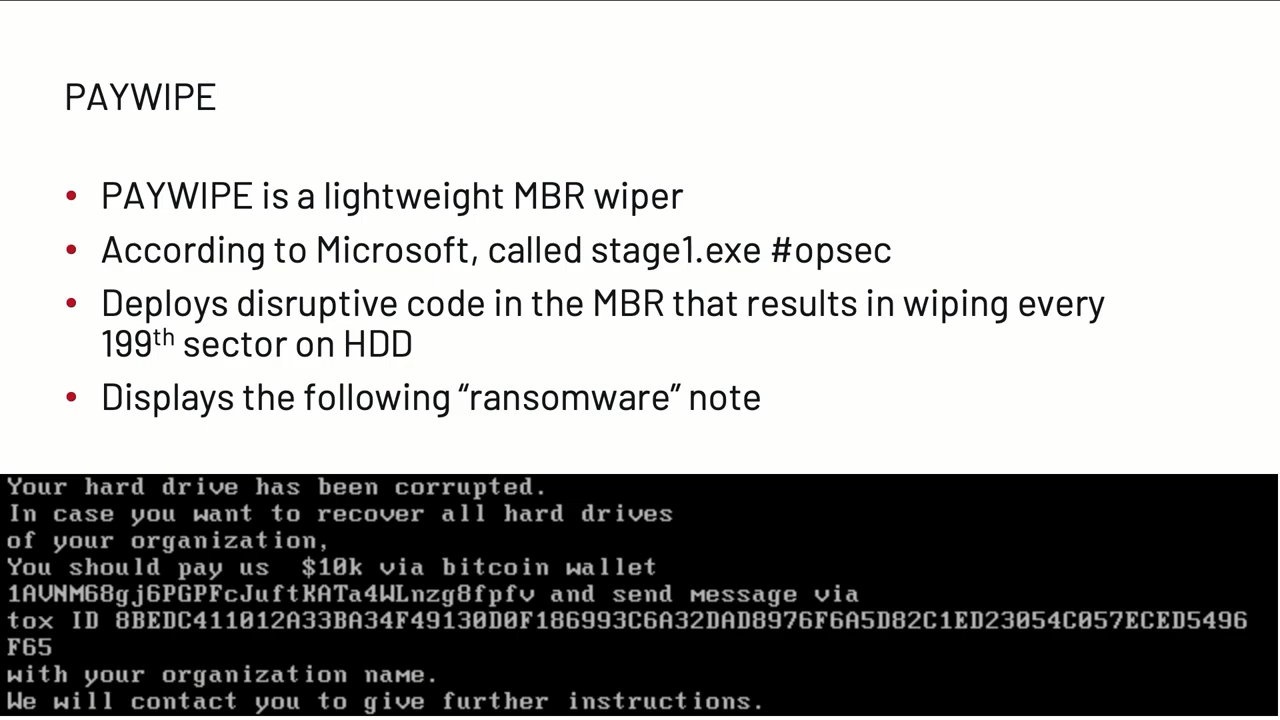 PAYWIPE
• PAYWIPE is a lightweight MBR wiper
• According to Microsoft, called stage1.exe #opsec
• Deploys disruptive code in the MBR that results in wiping every
199th sector on HDD
• Displays the following “ransomware” note
Your hard drive has been corrupted.
In case you want to recover all hard drives
of your organization,
You should pay us  $10k via bitcoin wallet
1AVNM68gj6PGPFcJuftKATa4WLnzg8fpfv and send message via
tox ID 8BEDC411012A33BA34F49130D0F186993C6A32DAD8976F6A5D82C1ED23054C057ECED5496
F65
with your organization name.
We will contact you to give further instructions.